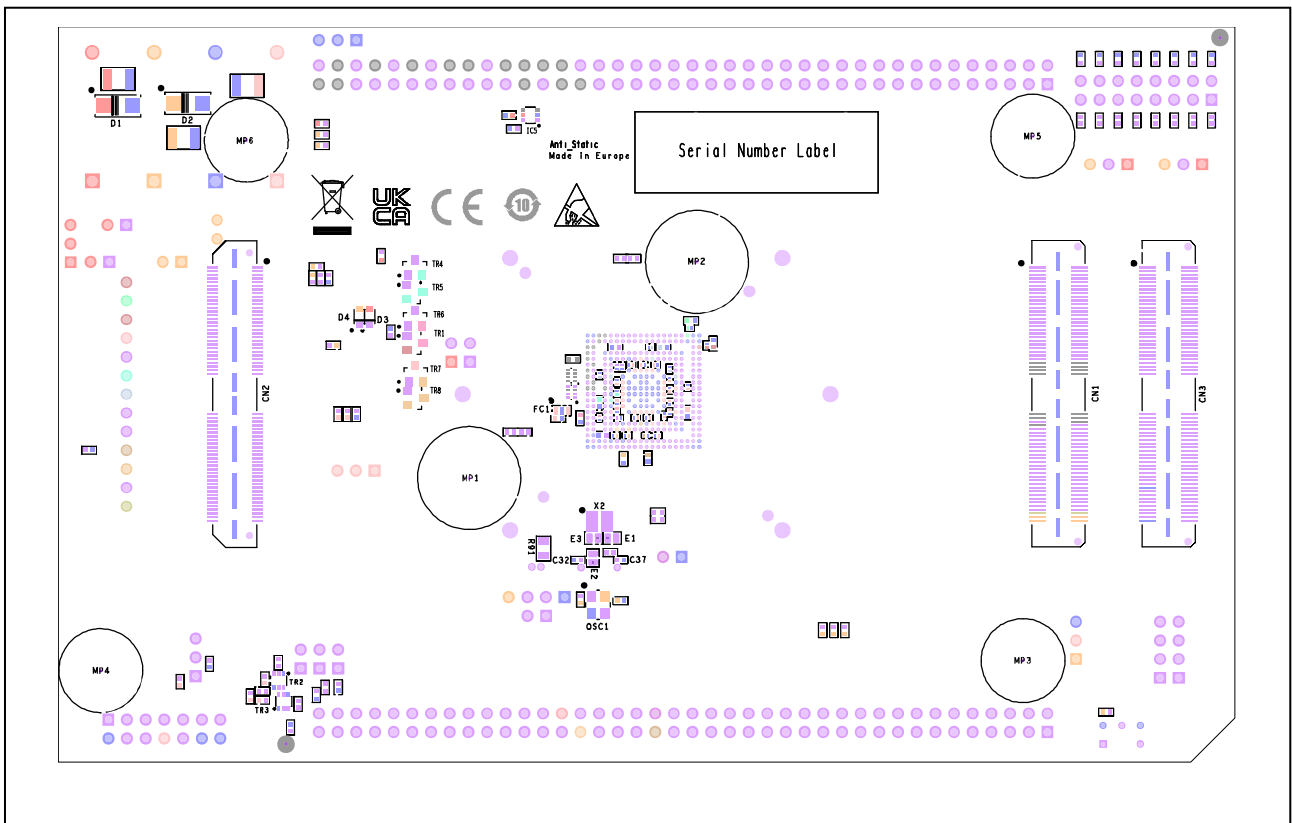 D1
D2
MP6
IC5
Anti_Static
Made in Europe
Serial Number Label
MP5
UK
CA
CE
10
MP2
TR4
TR5
TR6
D4
D3
TR1
TR7
TR8
CN2
FC1
CN1
CN3
MP1
X2
R91
E3
E1
C32
E2
C37
OSC1
MP4
TR2
TR3
MP3